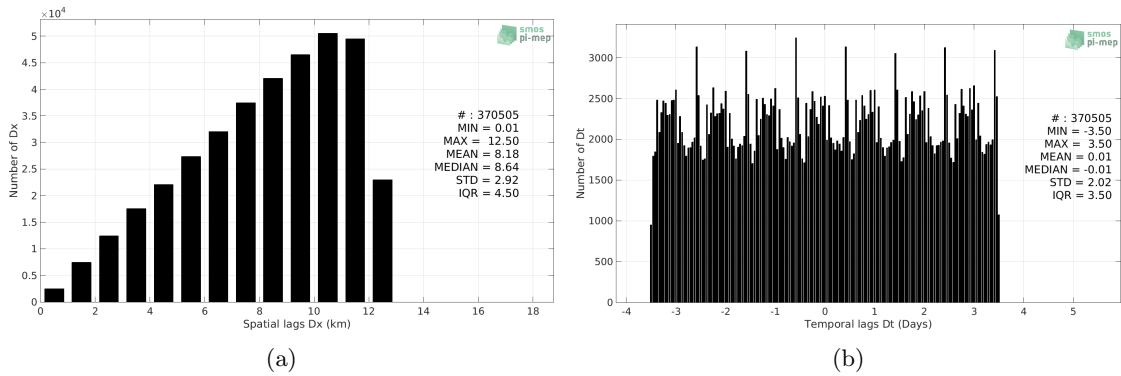 ×10⁴
5
4.5
4
3.5
3
2.5
2
1.5
1
0.5
0
Number of Dx
0 2 4 6 8 10 12 14 16 18
Spatial lags Dx (km)
smos
pi-mep
# : 370505
MIN = 0.01
MAX = 12.50
MEAN = 8.18
MEDIAN = 8.64
STD = 2.92
IQR = 4.50
(a)
3000
2500
2000
1500
1000
500
0
Number of Dt
-4 -3 -2 -1 0 1 2 3 4 5
Temporal lags Dt (Days)
smos
pi-mep
# : 370505
MIN = -3.50
MAX = 3.50
MEAN = 0.01
MEDIAN = -0.01
STD = 2.02
IQR = 3.50
(b)